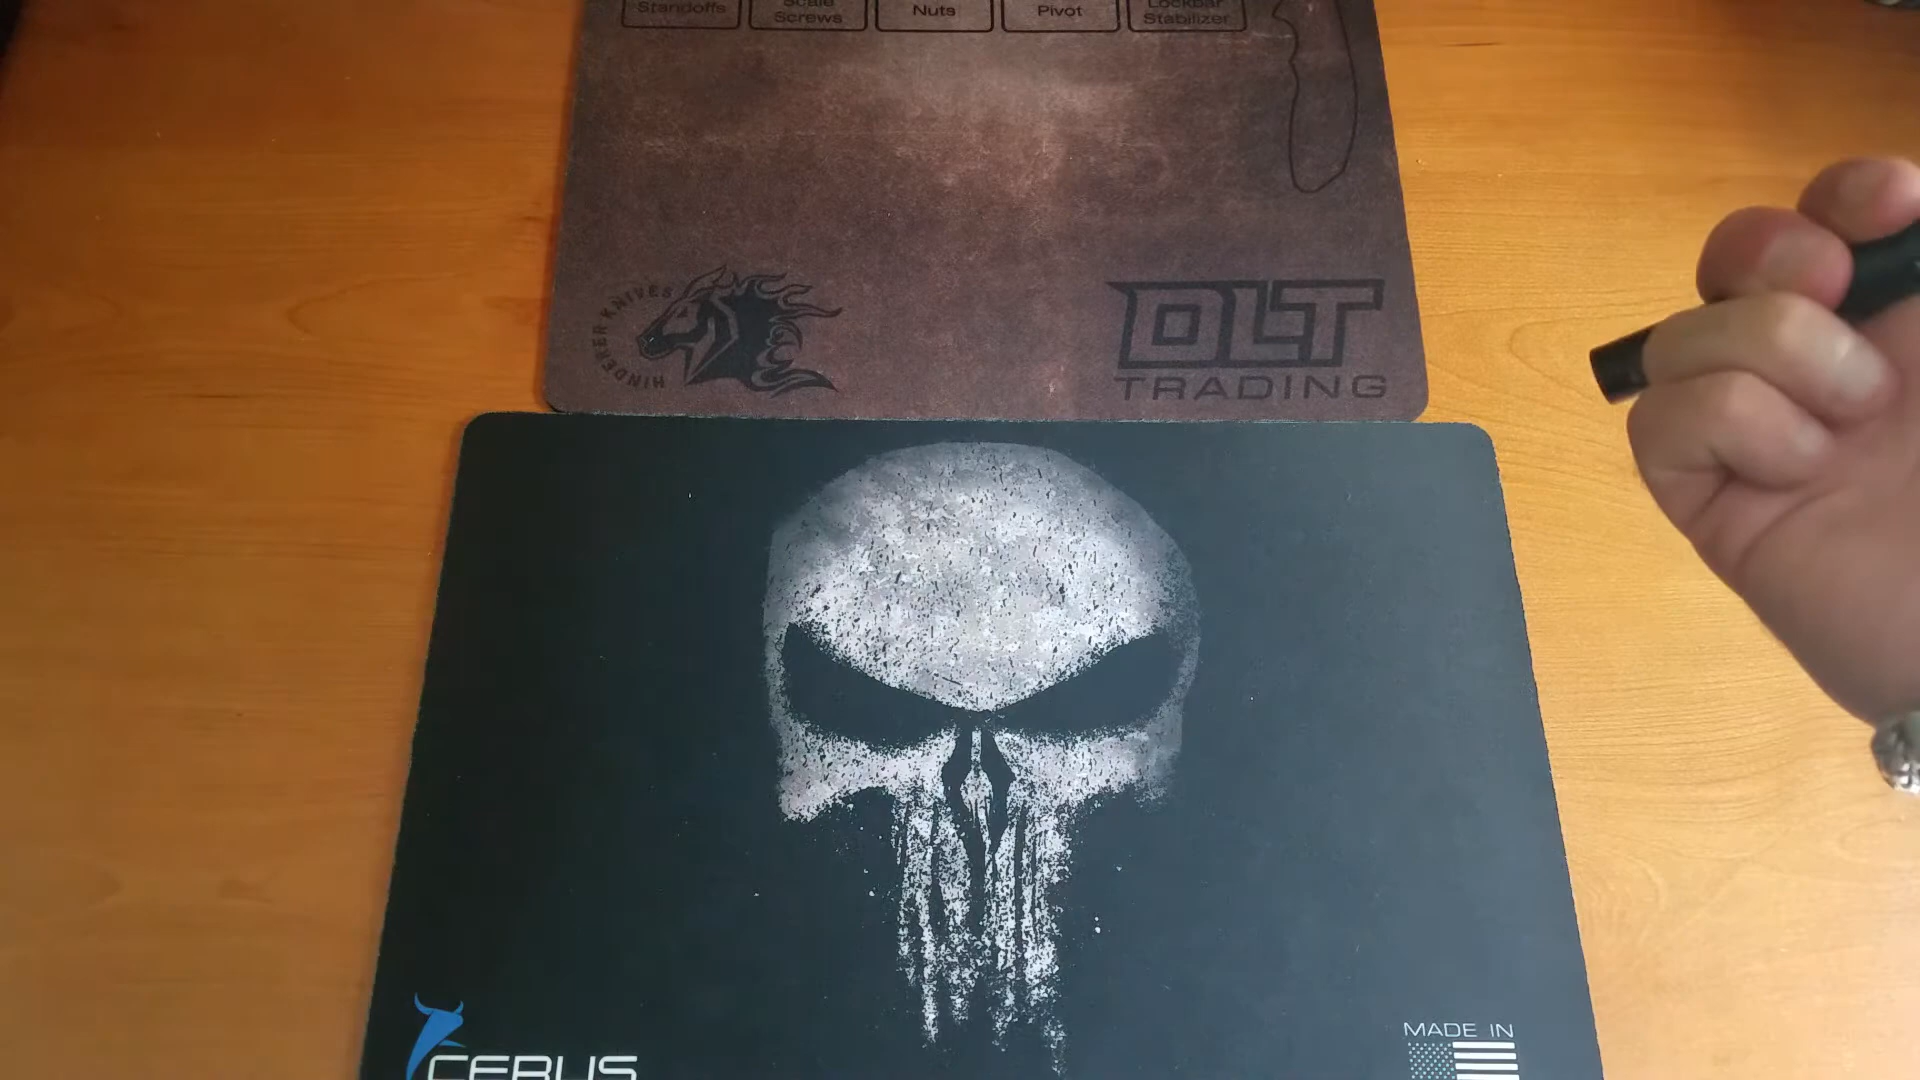 Standoffs
Scale
Screws
Nuts
Pivot
Lockbar
Stabilizer
HINDERER KNIVES
DLT
TRADING
CERUS
MADE IN